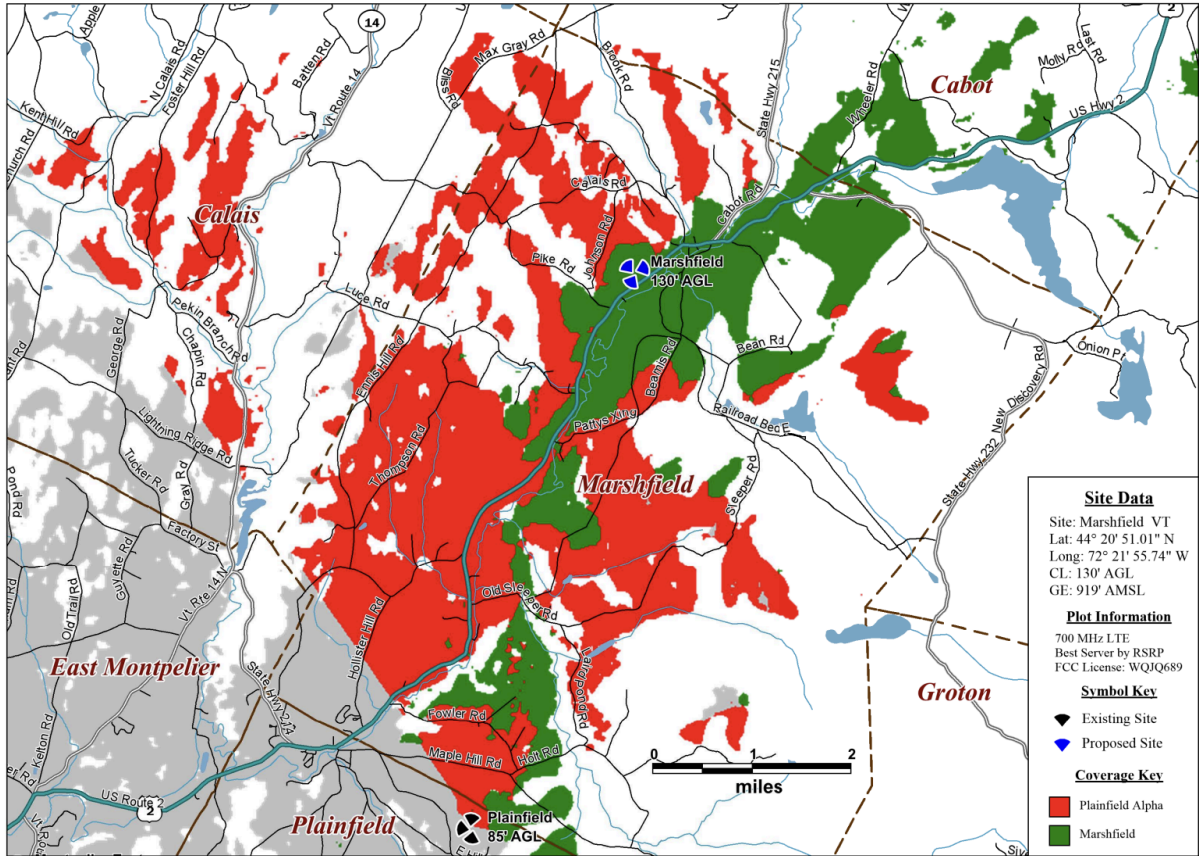 Apple
N Calais Rd
Foster Hill Rd
Batten Rd
14
Vt Route 14
Max Gray Rd
Bliss Rd
Brook Rd
State Hwy 215
Wheeler Rd
Cabot
Molly Rd
Last Rd
2
US Hwy 2
Kent Hill Rd
Church Rd
Calais
Calais Rd
Cabot Rd
Johnson Rd
Pike Rd
Marshfield
130' AGL
Luce Rd
Pekin Branch Rd
George Rd
Chapin Rd
Ennis Hill Rd
Bean Rd
Beamis Rd
Onion P
New Discovery Rd
State Hwy 232
Railroad Bed E
Pattys Xing
Lightning Ridge Rd
Tucker Rd
Gray Rd
Thompson Rd
Marshfield
Sleeper Rd
Pond Rd
Factory St
Guyette Rd
Old Trail Rd
Vt Rte 14 N
Old Sleeper Rd
Hollister Hill Rd
East Montpelier
State Hwy 214
Lairdpond Rd
Groton
Fowler Rd
Maple Hill Rd
Holt Rd
Kelton Rd
US Route 2
2
Plainfield
Plainfield
85' AGL
E Hill
0 1 2
miles
Site Data
Site: Marshfield VT
Lat: 44° 20' 51.01" N
Long: 72° 21' 55.74" W
CL: 130' AGL
GE: 919' AMSL
Plot Information
700 MHz LTE
Best Server by RSRP
FCC License: WQJQ689
Symbol Key
Existing Site
Proposed Site
Coverage Key
Plainfield Alpha
Marshfield